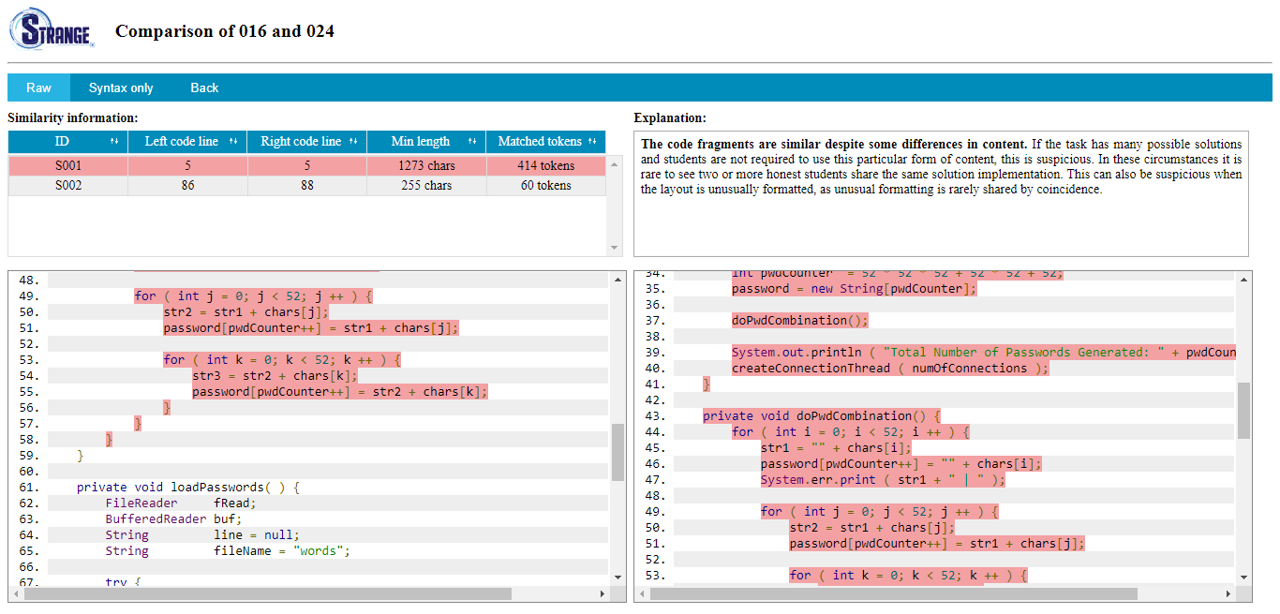 STRANGE
Comparison of 016 and 024
Raw Syntax only Back
Similarity information:
ID Left code line Right code line Min length Matched tokens
S001 5 5 1273 chars 414 tokens
S002 86 88 255 chars 60 tokens
Explanation:
The code fragments are similar despite some differences in content. If the task has many possible solutions
and students are not required to use this particular form of content, this is suspicious. In these circumstances it is
rare to see two or more honest students share the same solution implementation. This can also be suspicious when
the layout is unusually formatted, as unusual formatting is rarely shared by coincidence.
48.
49. for ( int j = 0; j < 52; j ++ ) {
50. str2 = str1 + chars[j];
51. password[pwdCounter++] = str1 + chars[j];
52.
53. for ( int k = 0; k < 52; k ++ ) {
54. str3 = str2 + chars[k];
55. password[pwdCounter++] = str2 + chars[k];
56. }
57. }
58. }
59. }
60.
61. private void loadPasswords( ) {
62. FileReader fRead;
63. BufferedReader buf;
64. String line = null;
65. String fileName = "words";
66.
67. try {
34. int pwdCounter = 52 * 52 * 52 + 52 * 52 + 52;
35. password = new String[pwdCounter];
36.
37. doPwdCombination();
38.
39. System.out.println ( "Total Number of Passwords Generated: " + pwdCoun
40. createConnectionThread ( numOfConnections );
41. }
42.
43. private void doPwdCombination() {
44. for ( int i = 0; i < 52; i ++ ) {
45. str1 = "" + chars[i];
46. password[pwdCounter++] = "" + chars[i];
47. System.err.print ( str1 + " | " );
48.
49. for ( int j = 0; j < 52; j ++ ) {
50. str2 = str1 + chars[j];
51. password[pwdCounter++] = str1 + chars[j];
52.
53. for ( int k = 0; k < 52; k ++ ) {